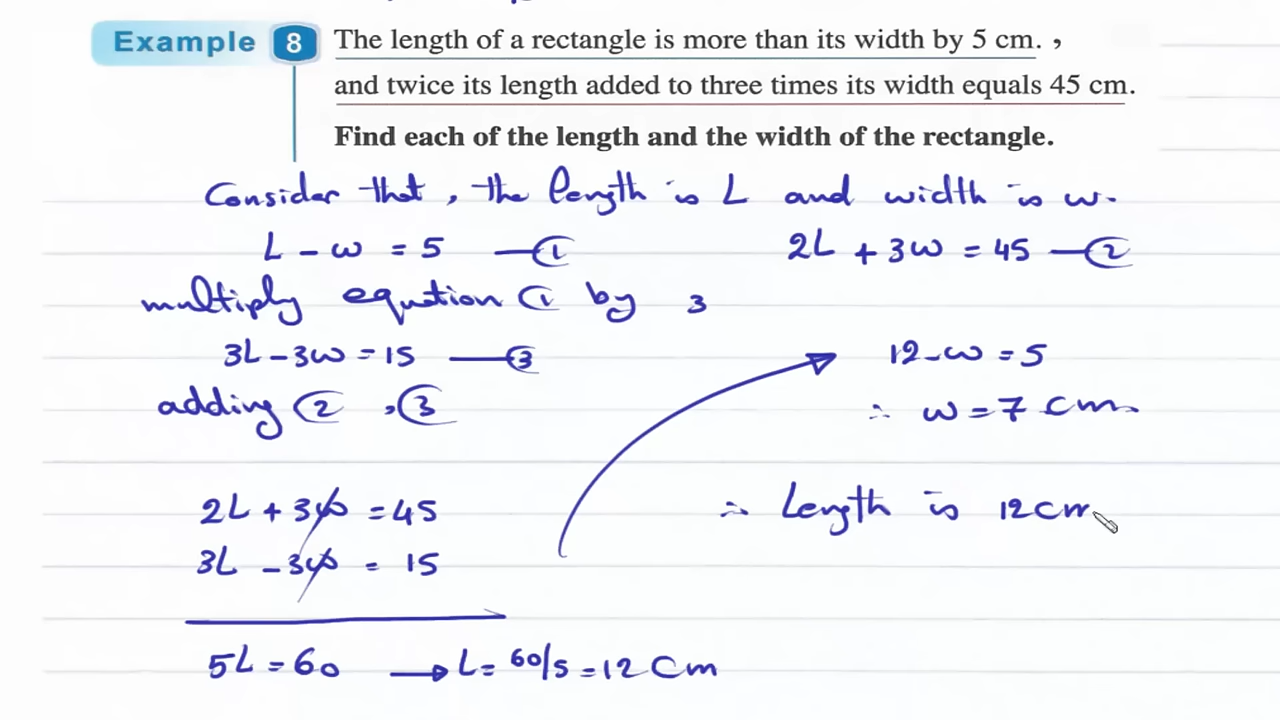 Example 8 The length of a rectangle is more than its width by 5 cm. ,
and twice its length added to three times its width equals 45 cm.
Find each of the length and the width of the rectangle.
Consider that, the length is L and width is w.
L - w = 5 — ①
2L + 3w = 45 — ②
multiply equation ① by 3
3L - 3w = 15 — ③
adding ② , ③
2L + 3w = 45
3L - 3w = 15
5L = 60 → L = 60/5 = 12 cm
12 - w = 5
∴ w = 7 cm.
∴ Length is 12cm